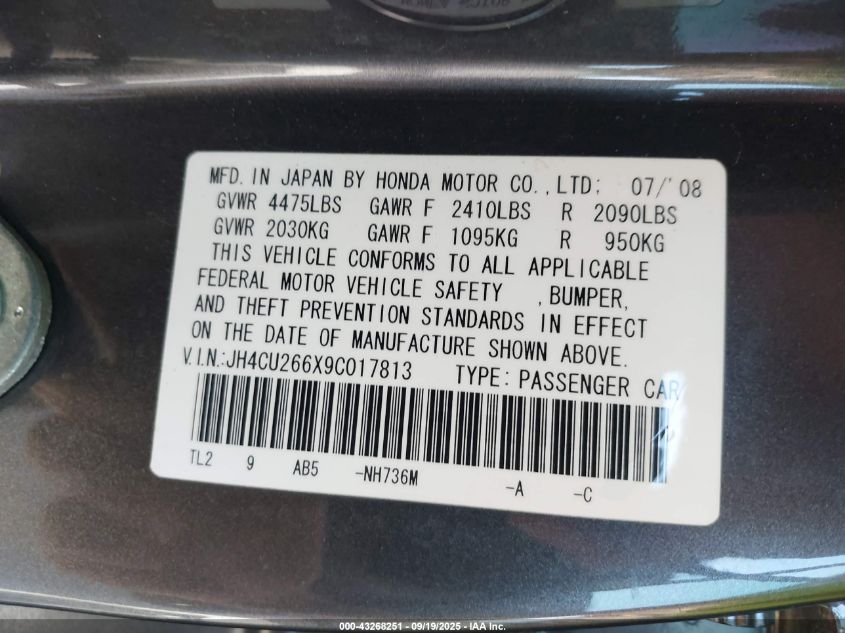 MFD. IN JAPAN BY HONDA MOTOR CO., LTD; 07/'08
GVWR 4475LBS GAWR F 2410LBS R 2090LBS
GVWR 2030KG GAWR F 1095KG R 950KG
THIS VEHICLE CONFORMS TO ALL APPLICABLE
FEDERAL MOTOR VEHICLE SAFETY , BUMPER,
AND THEFT PREVENTION STANDARDS IN EFFECT
ON THE DATE OF MANUFACTURE SHOWN ABOVE.
V.I.N.:JH4CU266X9C017813 TYPE: PASSENGER CAR
TL2 9 AB5 -NH736M -A -C
000-43268251 - 09/19/2025 - IAA Inc.